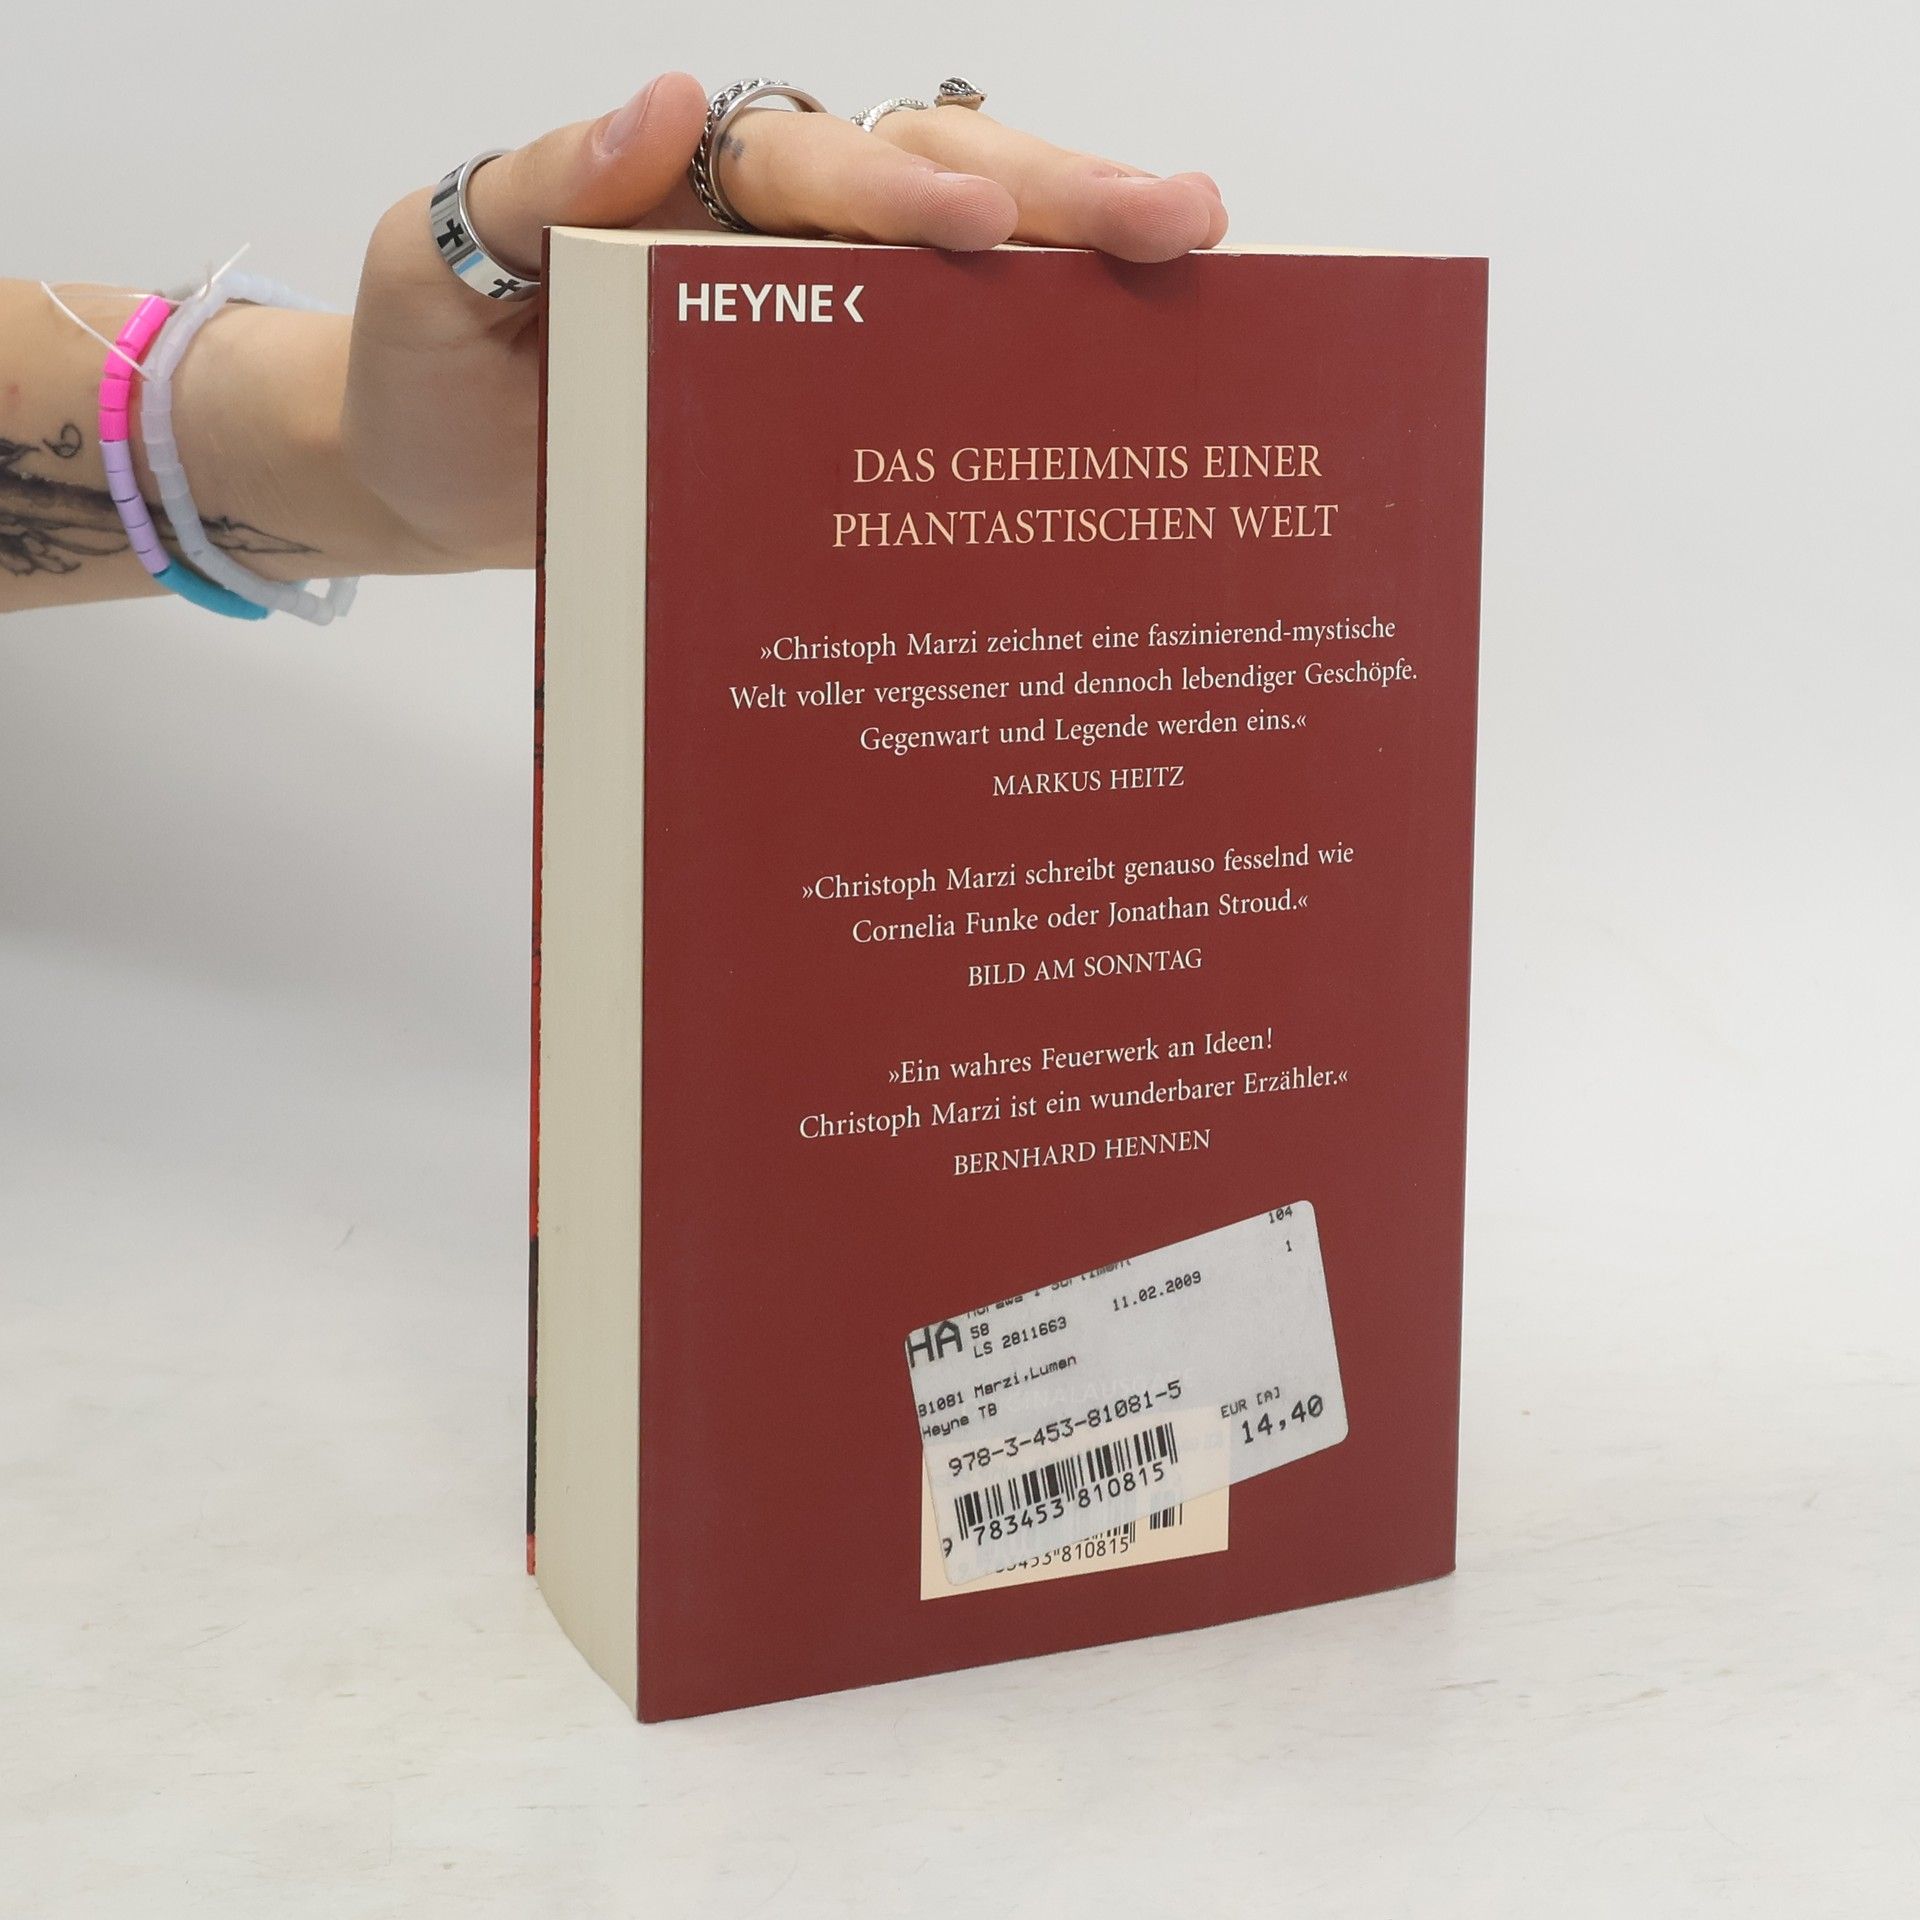 HEYNE <
DAS GEHEIMNIS EINER
PHANTASTISCHEN WELT
»Christoph Marzi zeichnet eine faszinierend-mystische
Welt voller vergessener und dennoch lebendiger Geschöpfe.
Gegenwart und Legende werden eins.«
MARKUS HEITZ
»Christoph Marzi schreibt genauso fesselnd wie
Cornelia Funke oder Jonathan Stroud.«
BILD AM SONNTAG
»Ein wahres Feuerwerk an Ideen!
Christoph Marzi ist ein wunderbarer Erzähler.«
BERNHARD HENNEN
104
1
HA 58 11.02.2009
LS 2811663
81081 Marzi,Lumen
Heyne TB
978-3-453-81081-5
EUR [A]
14,40
9 783453 810815
810815